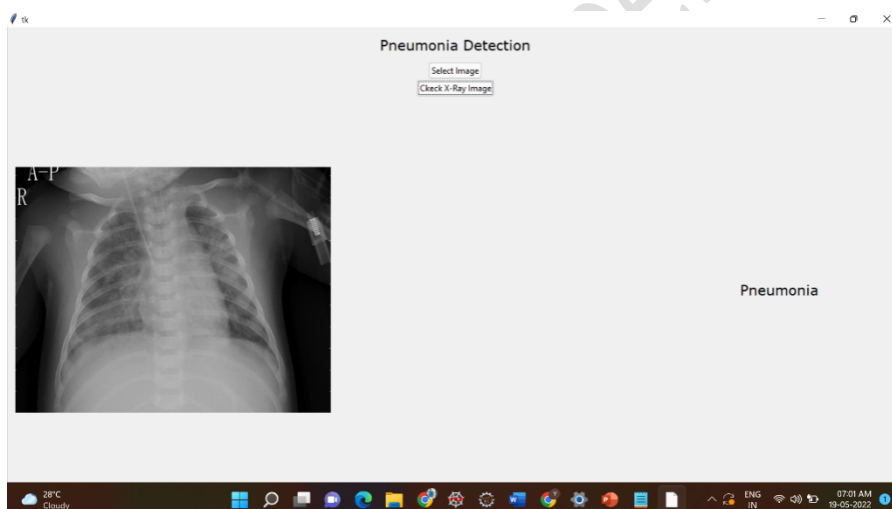 tk
Pneumonia Detection
Select Image
Ckeck X-Ray Image
A-P
R
Pneumonia
28°C
Cloudy
ENG
IN
07:01 AM
19-05-2022
1